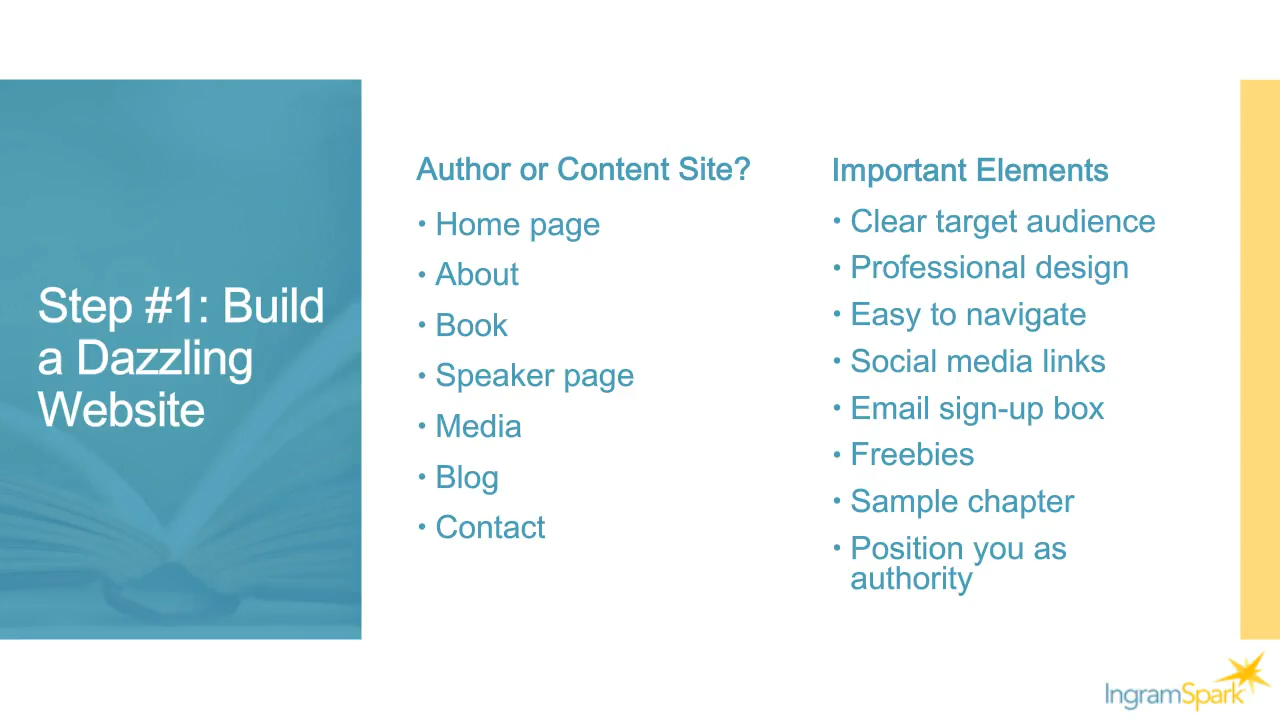 Step #1: Build
a Dazzling
Website
Author or Content Site?
• Home page
• About
• Book
• Speaker page
• Media
• Blog
• Contact
Important Elements
• Clear target audience
• Professional design
• Easy to navigate
• Social media links
• Email sign-up box
• Freebies
• Sample chapter
• Position you as
authority
IngramSpark